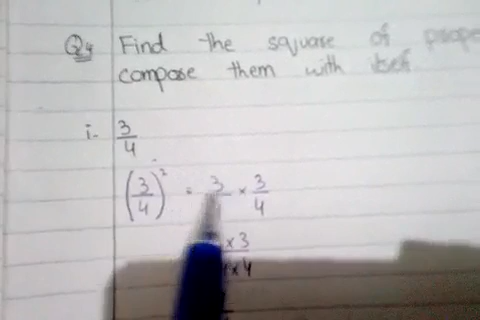 Q4 Find the square of prope
compose them with itself.
i. 3/4
(3/4)² = 3 × 3/4
× 3
× 4